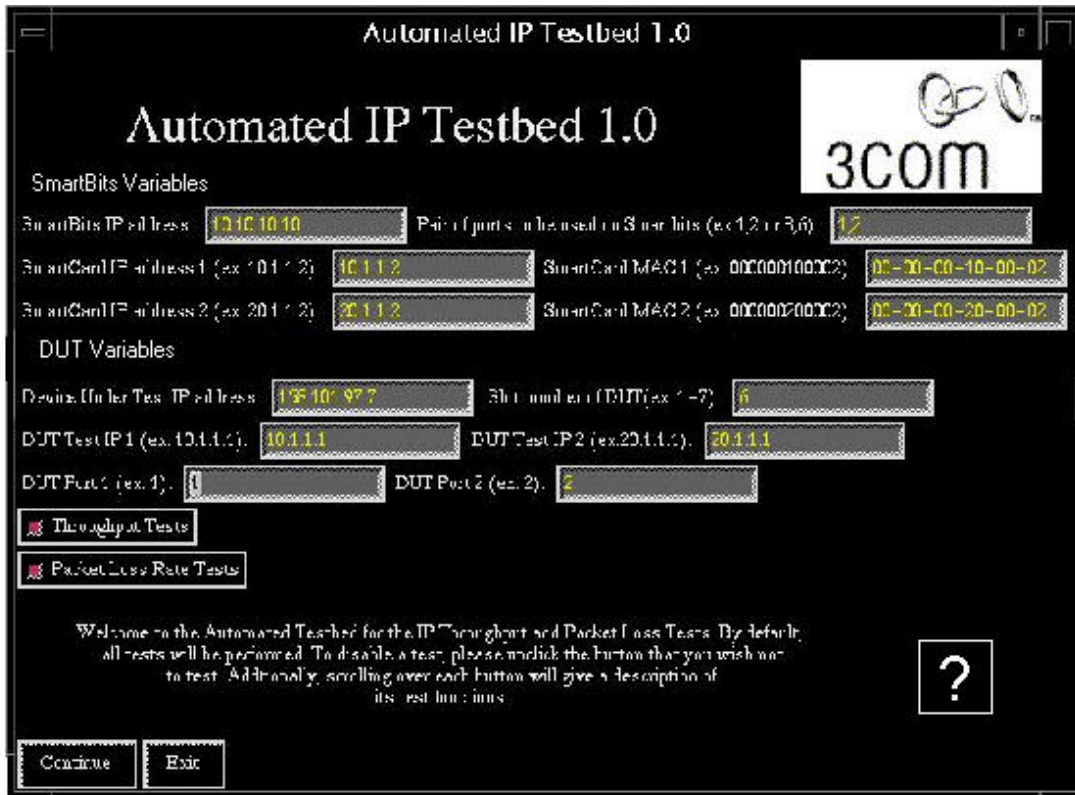 Automated IP Testbed 1.0
Automated IP Testbed 1.0
3COM
SmartBits Variables
SmartBits IP address 10.10.10.10 Pair of ports to be used on Smartbits (ex 1,2 or 3,6) 1,2
SmartCard IP address 1 (ex. 10.1.1.2) 10.1.1.2 SmartCard MAC 1 (ex. 000000100002) 00-00-00-10-00-02
SmartCard IP address 2 (ex. 20.1.1.2) 20.1.1.2 SmartCard MAC 2 (ex. 000000200002) 00-00-00-20-00-02
DUT Variables
Device Under Test IP address 158.101.97.7 Slot number of DUT(ex. 1-7) 6
DUT Test IP 1 (ex. 10.1.1.1). 10.1.1.1 DUT Test IP 2 (ex.20.1.1.1). 20.1.1.1
DUT Port 1 (ex. 1). 1 DUT Port 2 (ex. 2). 2
Throughput Tests
Packet Loss Rate Tests
Welcome to the Automated Testbed for the IP Throughput and Packet Loss Tests. By default,
all tests will be performed. To disable a test, please unclick the button that you wish not
to test. Additionally, scrolling over each button will give a description of
its test functions
?
Continue Exit